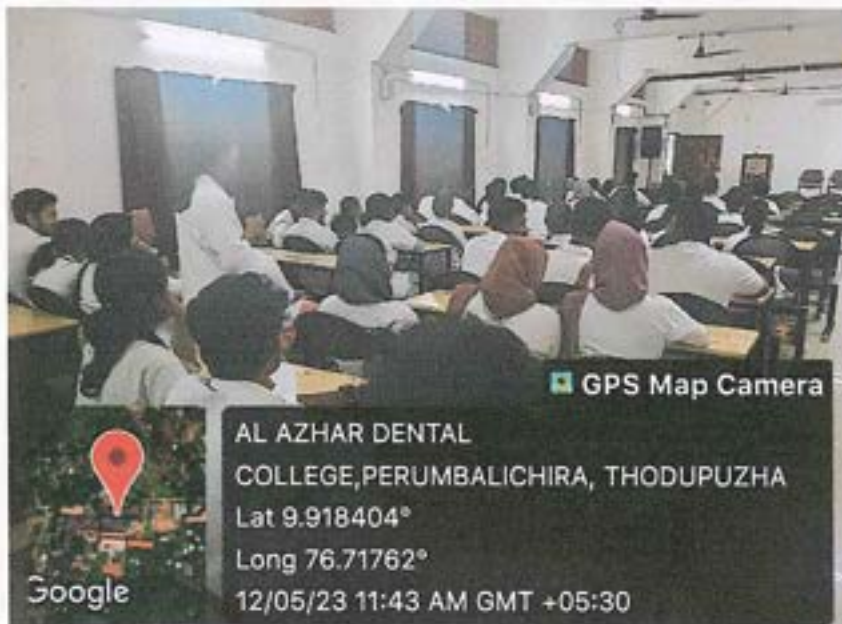 GPS Map Camera
AL AZHAR DENTAL
COLLEGE,PERUMBALICHIRA, THODUPUZHA
Lat 9.918404°
Long 76.71762°
12/05/23 11:43 AM GMT +05:30
Google